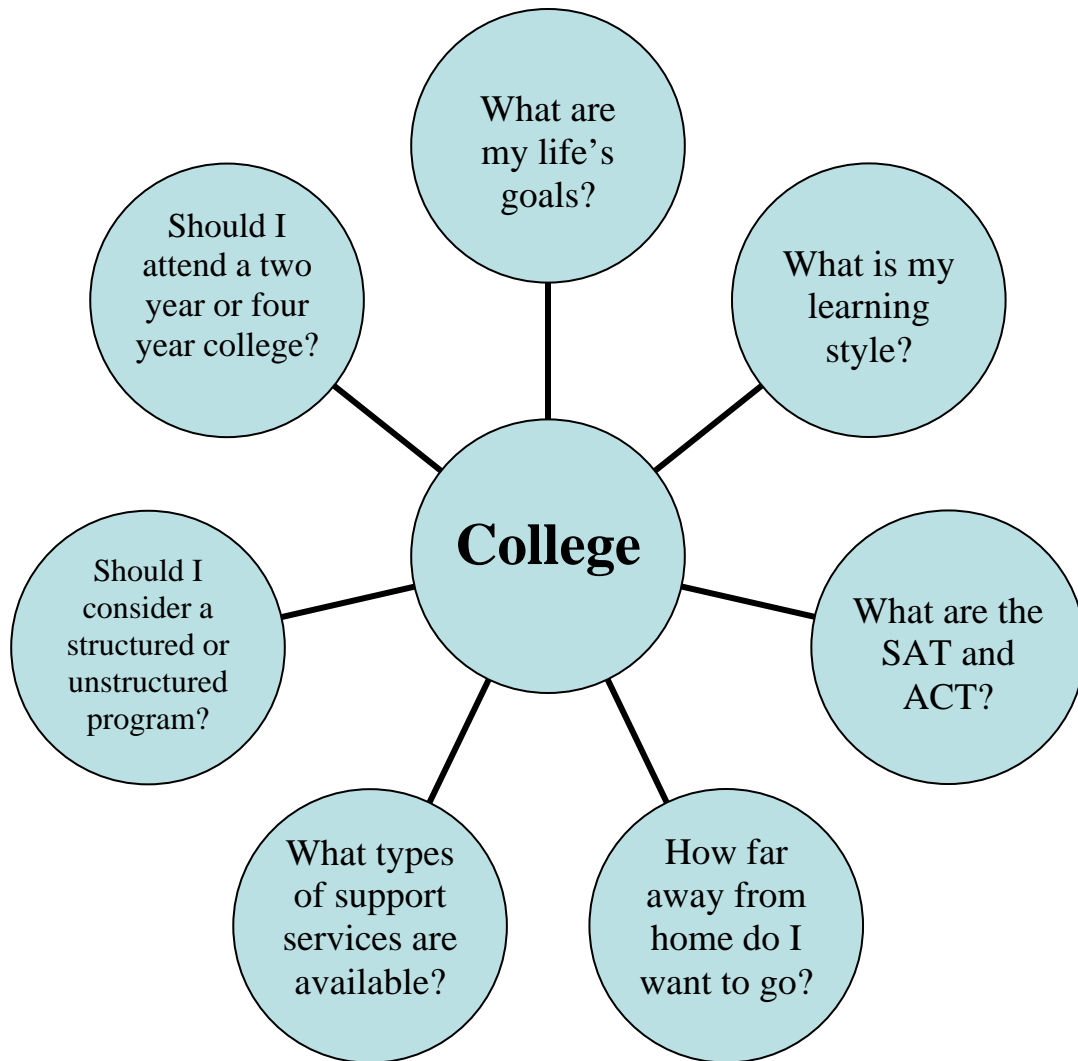 What are
my life’s
goals?
Should I
attend a two
year or four
year college?
What is my
learning
style?
College
Should I
consider a
structured or
unstructured
program?
What are the
SAT and
ACT?
What types
of support
services are
available?
How far
away from
home do I
want to go?